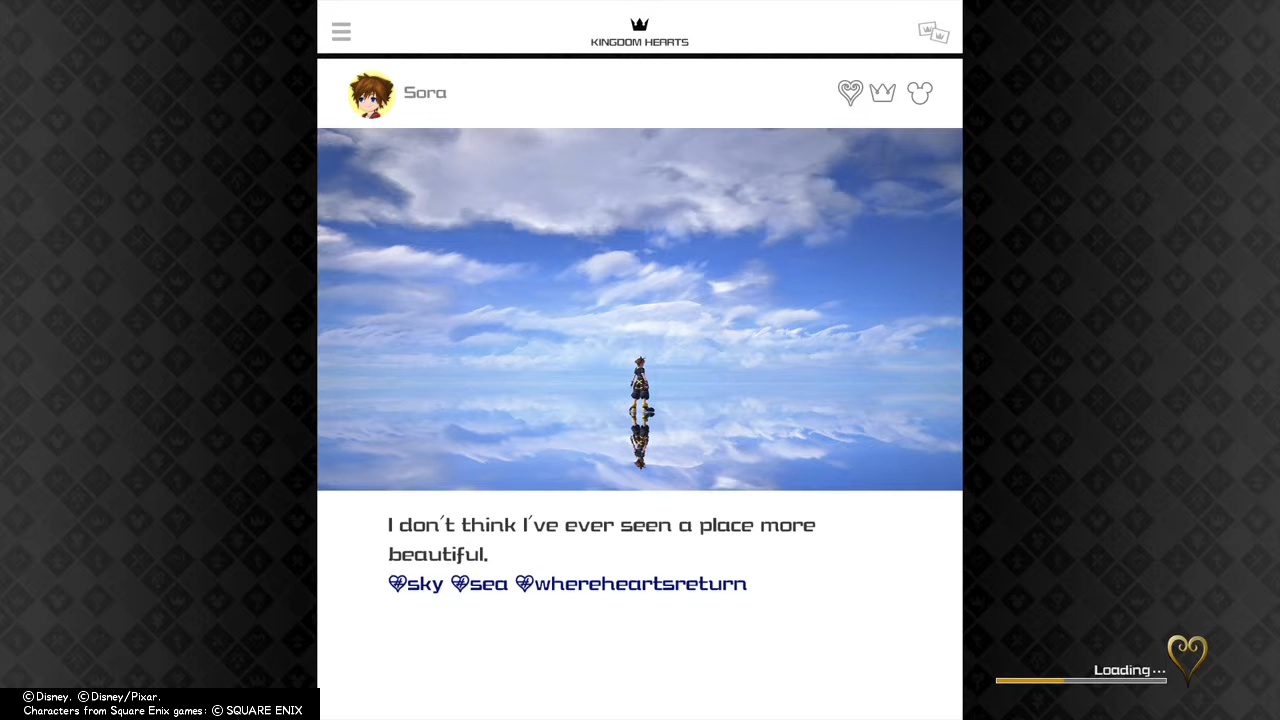 KINGDOM HEARTS
Sora
I don't think I've ever seen a place more
beautiful.
#sky #sea #whereheartsreturn
Loading...
©Disney. ©Disney/Pixar.
Characters from Square Enix games: © SQUARE ENIX